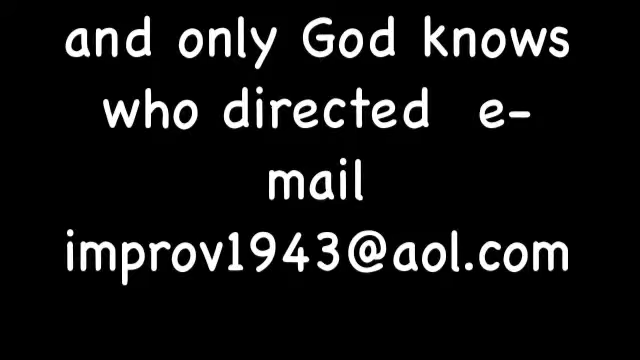 and only God knows
who directed e-
mail
improv1943@aol.com